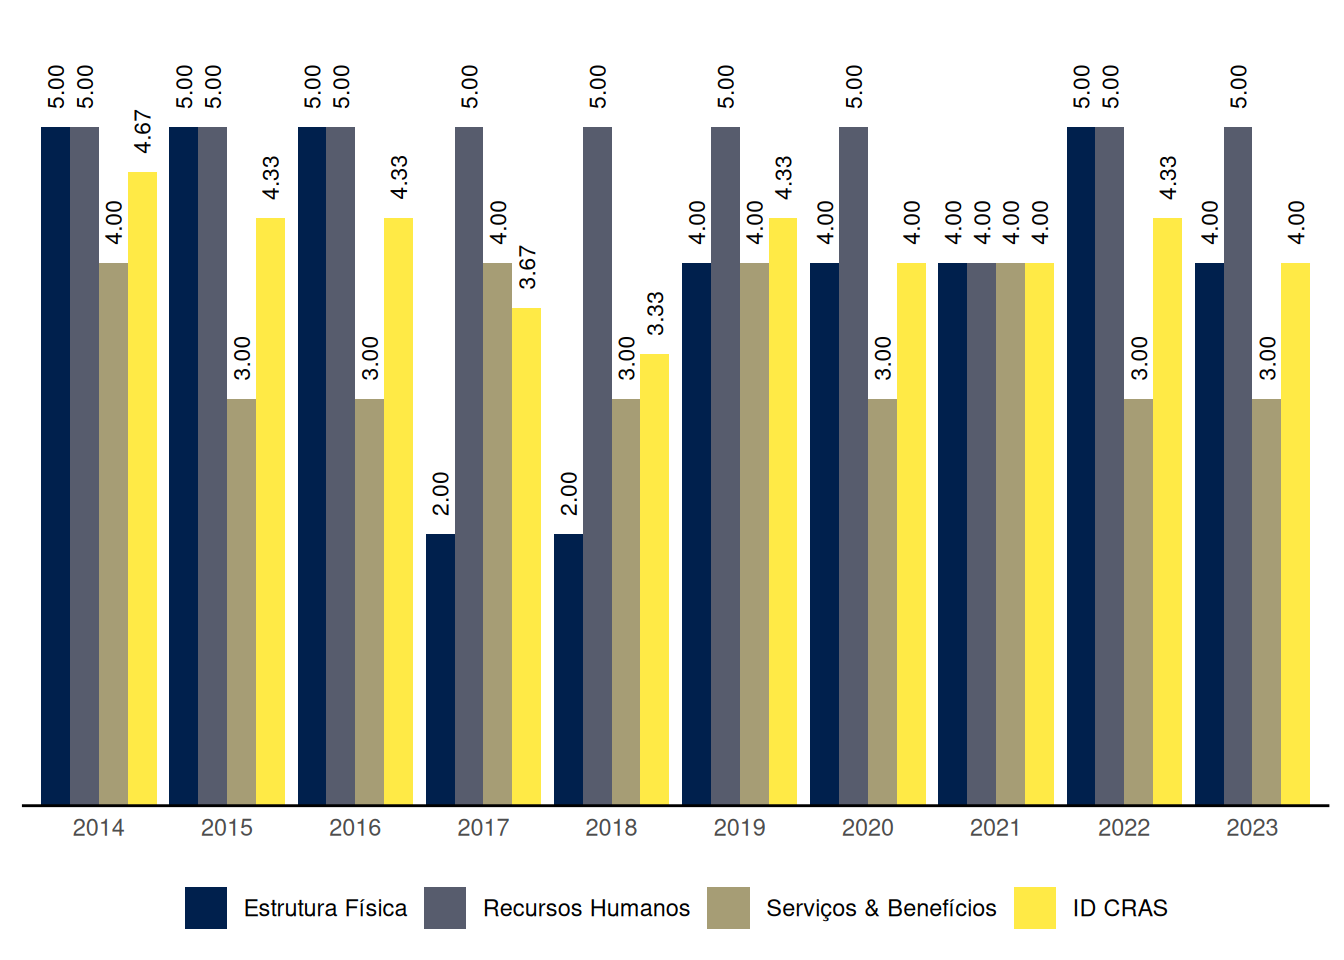 5.00 5.00 4.00 4.67 5.00 5.00 3.00 4.33 5.00 5.00 3.00 4.33 2.00 5.00 4.00 3.67 2.00 5.00 3.00 3.33 4.00 5.00 4.00 4.33 4.00 5.00 3.00 4.00 4.00 4.00 4.00 4.00 5.00 5.00 3.00 4.33 4.00 5.00 3.00 4.00
2014 2015 2016 2017 2018 2019 2020 2021 2022 2023
Estrutura Física Recursos Humanos Serviços & Benefícios ID CRAS